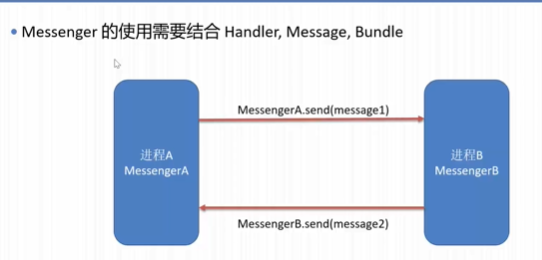 • Messenger 的使用需要结合 Handler, Message, Bundle
MessengerA.send(message1)
进程A
MessengerA
进程B
MessengerB
MessengerB.send(message2)